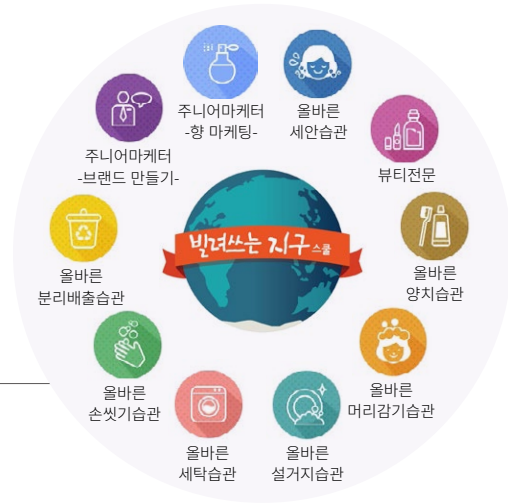 주니어마케터
-향 마케팅-
올바른
세안습관
뷰티전문
올바른
양치습관
올바른
머리감기습관
올바른
설거지습관
올바른
세탁습관
올바른
손씻기습관
올바른
분리배출습관
주니어마케터
-브랜드 만들기-
빌려쓰는 지구 스쿨